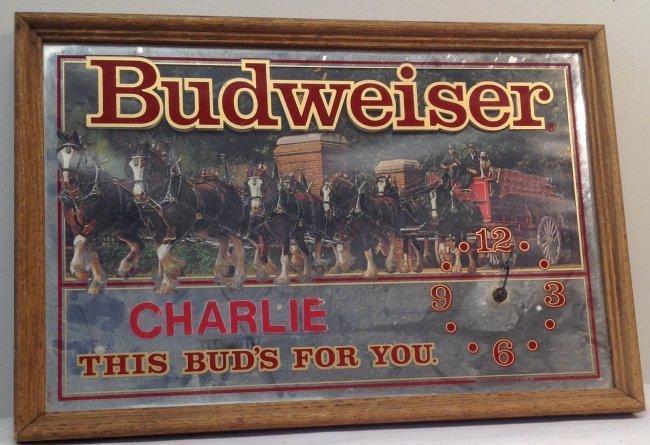 Budweiser
12
9 3
6
CHARLIE
THIS BUD'S FOR YOU.